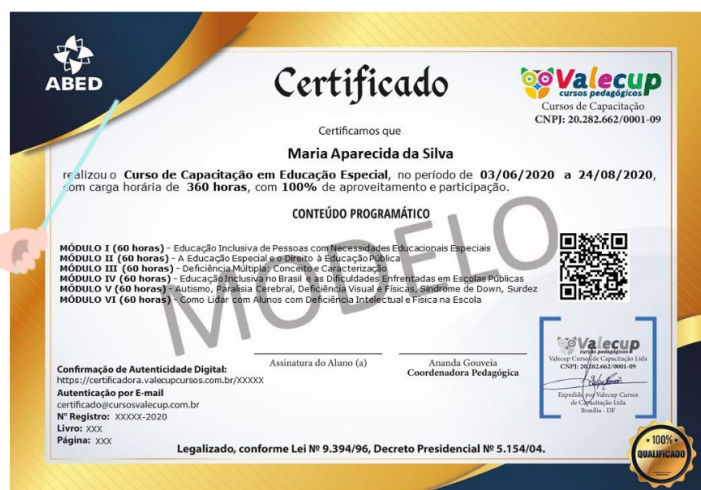 ABED
Certificado
Valecup
cursos pedagógicos
Cursos de Capacitação
CNPJ: 20.282.662/0001-09
Certificamos que
Maria Aparecida da Silva
realizou o Curso de Capacitação em Educação Especial, no período de 03/06/2020 a 24/08/2020,
com carga horária de 360 horas, com 100% de aproveitamento e participação.
CONTEÚDO PROGRAMÁTICO
MÓDULO I (60 horas) - Educação Inclusiva de Pessoas com Necessidades Educacionais Especiais
MÓDULO II (60 horas) - A Educação Especial e o Direito à Educação Pública
MÓDULO III (60 horas) - Deficiência Múltipla: Conceito e Caracterização
MÓDULO IV (60 horas) - Educação Inclusiva no Brasil e as Dificuldades Enfrentadas em Escolas Públicas
MÓDULO V (60 horas) - Autismo, Paralisia Cerebral, Deficiência Visual e Físicas, Síndrome de Down, Surdez
MÓDULO VI (60 horas) - Como Lidar com Alunos com Deficiência Intelectual e Física na Escola
MODELO
Assinatura do Aluno (a)
Ananda Gouveia
Coordenadora Pedagógica
Valecup
cursos pedagógicos
Valecup Cursos de Capacitação Ltda
CNPJ: 20.282.662/0001-09
Expedido por Valecup Cursos
de Capacitação Ltda
Brasília - DF
Confirmação de Autenticidade Digital:
https://certificadora.valecupcursos.com.br/XXXXX
Autenticação por E-mail
certificado@cursosvalecup.com.br
N° Registro: XXXXX-2020
Livro: XXX
Página: XXX
Legalizado, conforme Lei Nº 9.394/96, Decreto Presidencial Nº 5.154/04.
100%
QUALIFICADO